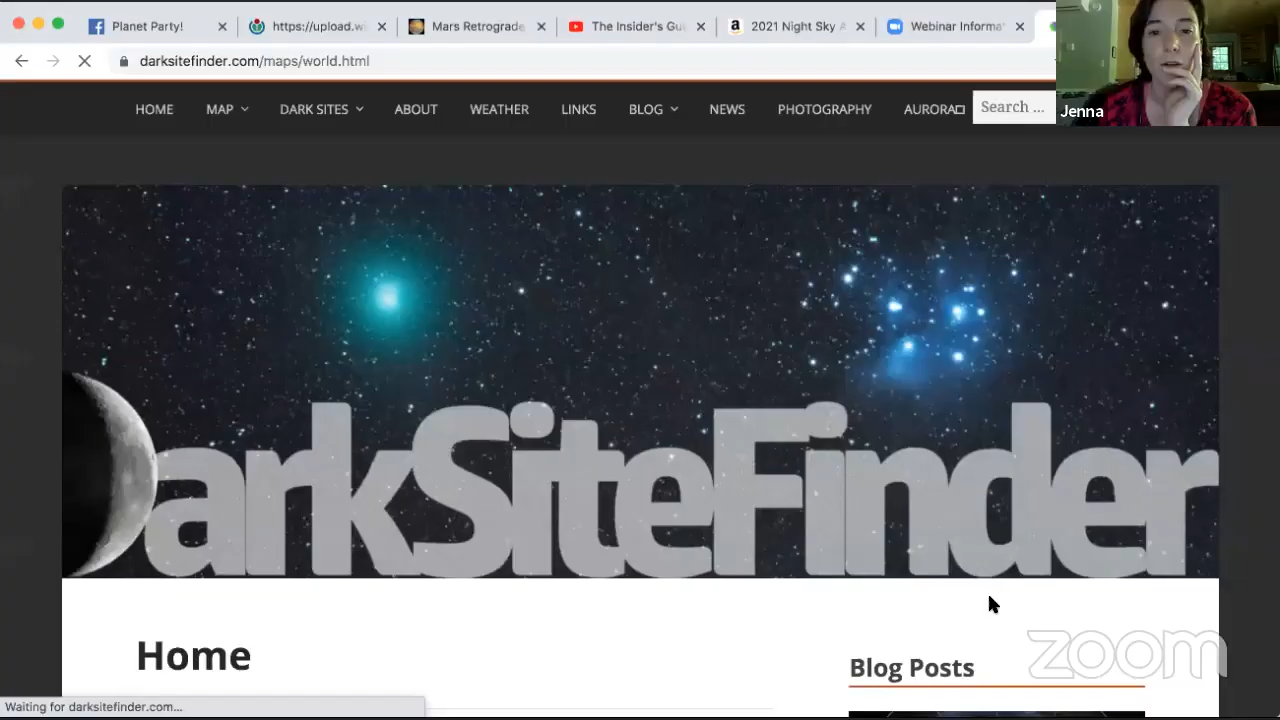 Planet Party!
https://upload.wi
Mars Retrograde
The Insider's Gu
2021 Night Sky A
Webinar Informa
darksitefinder.com/maps/world.html
HOME
MAP
DARK SITES
ABOUT
WEATHER
LINKS
BLOG
NEWS
PHOTOGRAPHY
AURORA
Search ...
Jenna
DarkSiteFinder
Home
Blog Posts
zoom
Waiting for darksitefinder.com...